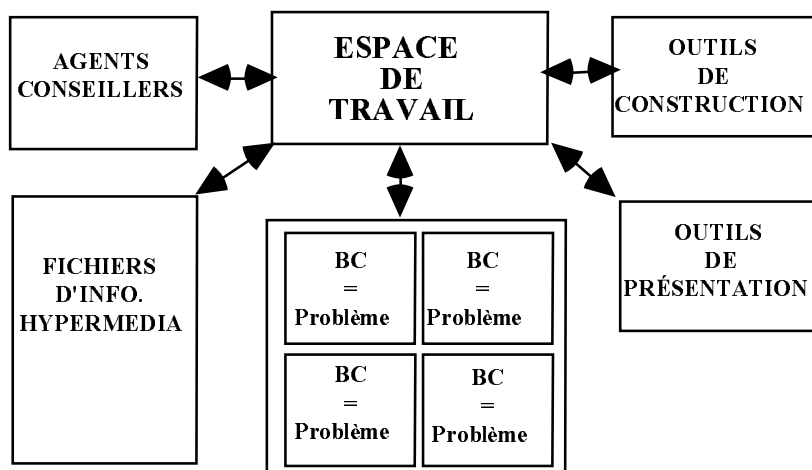 AGENTS
CONSEILLERS
ESPACE
DE
TRAVAIL
OUTILS
DE
CONSTRUCTION
FICHIERS
D'INFO.
HYPERMEDIA
BC
=
Problème
BC
=
Problème
BC
=
Problème
BC
=
Problème
OUTILS
DE
PRÉSENTATION